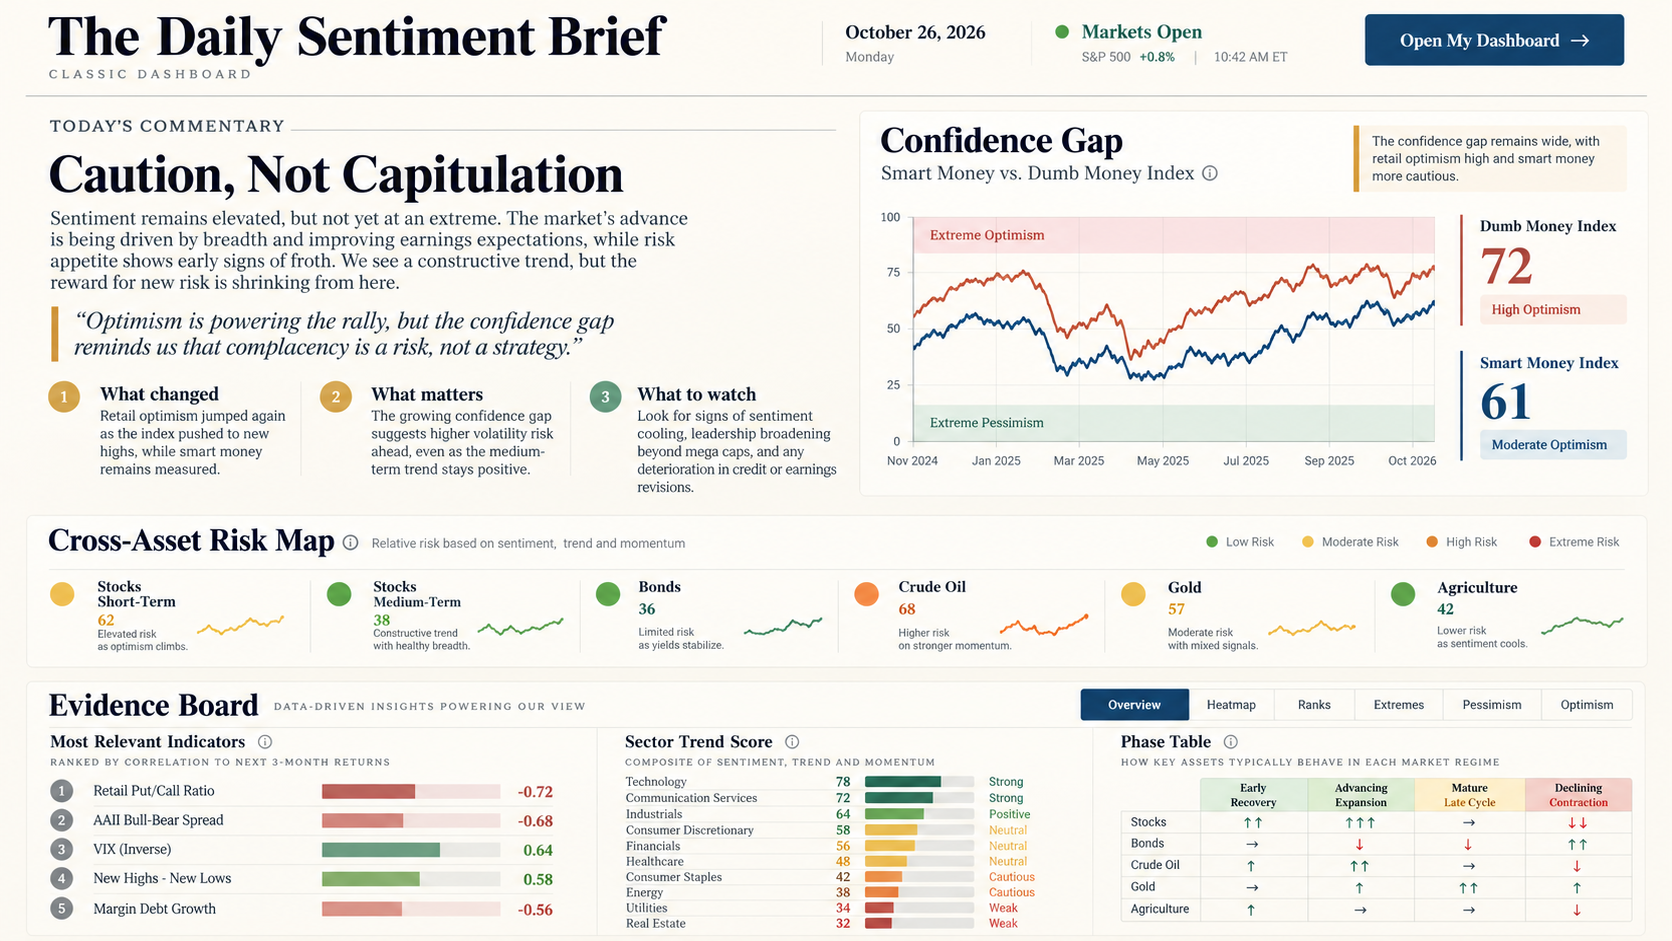 The Daily Sentiment Brief
CLASSIC DASHBOARD
October 26, 2026
Monday
Markets Open
S&P 500 +0.8% | 10:42 AM ET
Open My Dashboard →
TODAY'S COMMENTARY
Caution, Not Capitulation
Sentiment remains elevated, but not yet at an extreme. The market's advance
is being driven by breadth and improving earnings expectations, while risk
appetite shows early signs of froth. We see a constructive trend, but the
reward for new risk is shrinking from here.
“Optimism is powering the rally, but the confidence gap
reminds us that complacency is a risk, not a strategy.”
1
What changed
Retail optimism jumped again
as the index pushed to new
highs, while smart money
remains measured.
2
What matters
The growing confidence gap
suggests higher volatility risk
ahead, even as the medium-
term trend stays positive.
3
What to watch
Look for signs of sentiment
cooling, leadership broadening
beyond mega caps, and any
deterioration in credit or earnings
revisions.
Confidence Gap
Smart Money vs. Dumb Money Index
The confidence gap remains wide, with
retail optimism high and smart money
more cautious.
100
75
50
25
0
Extreme Optimism
Extreme Pessimism
Nov 2024 Jan 2025 Mar 2025 May 2025 Jul 2025 Sep 2025 Oct 2026
Dumb Money Index
72
High Optimism
Smart Money Index
61
Moderate Optimism
Cross-Asset Risk Map
Relative risk based on sentiment, trend and momentum
Low Risk Moderate Risk High Risk Extreme Risk
Stocks
Short-Term
62
Elevated risk
as optimism climbs.
Stocks
Medium-Term
38
Constructive trend
with healthy breadth.
Bonds
36
Limited risk
as yields stabilize.
Crude Oil
68
Higher risk
on stronger momentum.
Gold
57
Moderate risk
with mixed signals.
Agriculture
42
Lower risk
as sentiment cools.
Evidence Board
DATA-DRIVEN INSIGHTS POWERING OUR VIEW
Overview Heatmap Ranks Extremes Pessimism Optimism
Most Relevant Indicators
RANKED BY CORRELATION TO NEXT 3-MONTH RETURNS
1 Retail Put/Call Ratio -0.72
2 AAII Bull-Bear Spread -0.68
3 VIX (Inverse) 0.64
4 New Highs - New Lows 0.58
5 Margin Debt Growth -0.56
Sector Trend Score
COMPOSITE OF SENTIMENT, TREND AND MOMENTUM
Technology 78 Strong
Communication Services 72 Strong
Industrials 64 Positive
Consumer Discretionary 58 Neutral
Financials 56 Neutral
Healthcare 48 Neutral
Consumer Staples 42 Cautious
Energy 38 Cautious
Utilities 34 Weak
Real Estate 32 Weak
Phase Table
HOW KEY ASSETS TYPICALLY BEHAVE IN EACH MARKET REGIME
Early Advancing Mature Declining
Recovery Expansion Late Cycle Contraction
Stocks ↑↑ ↑↑↑ → ↓↓
Bonds → ↓ ↓ ↑↑
Crude Oil ↑ ↑↑ → ↓
Gold → ↑ ↑↑ ↑
Agriculture ↑ → → ↓